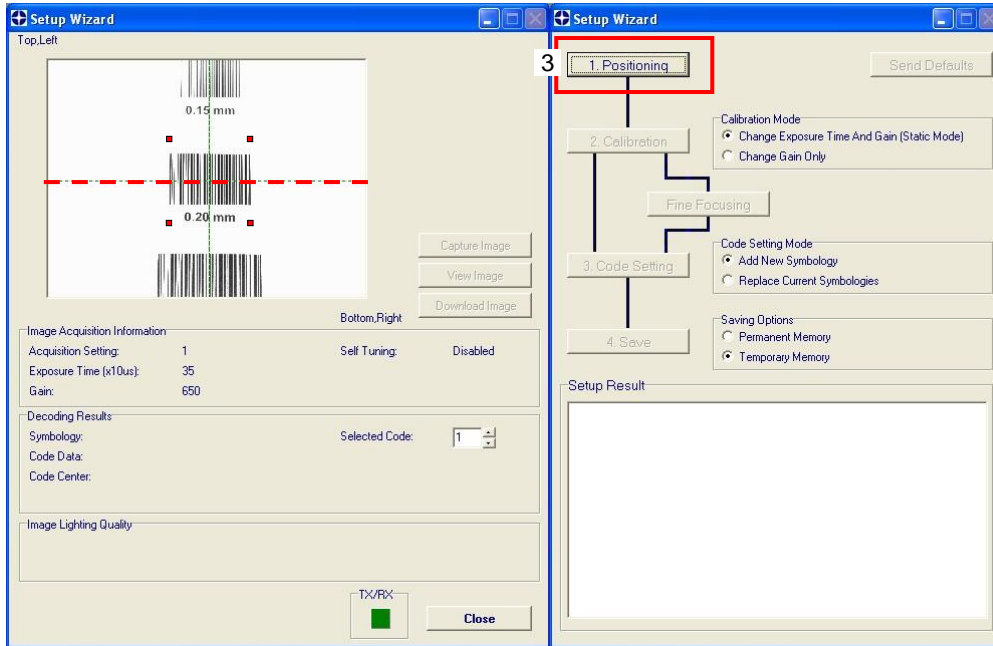 Setup Wizard
Top,Left
0.15 mm
0.20 mm
Capture Image
View Image
Download Image
Bottom,Right
Image Acquisition Information
Acquisition Setting: 1 Self Tuning: Disabled
Exposure Time (x10us): 35
Gain: 650
Decoding Results
Symbology: Selected Code: 1
Code Data:
Code Center:
Image Lighting Quality
TX/RX
Close
Setup Wizard
3
1. Positioning
Send Defaults
2. Calibration
Calibration Mode
Change Exposure Time And Gain (Static Mode)
Change Gain Only
Fine Focusing
3. Code Setting
Code Setting Mode
Add New Symbology
Replace Current Symbologies
4. Save
Saving Options
Permanent Memory
Temporary Memory
Setup Result